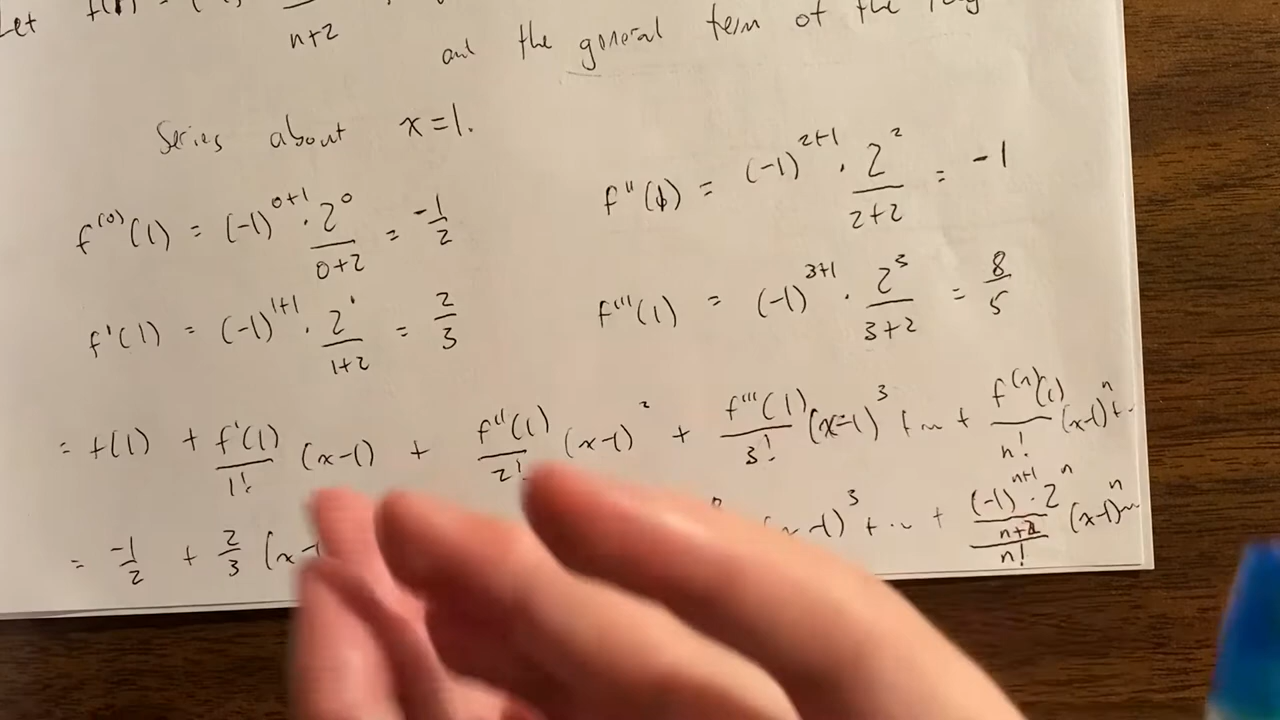 Let
n+2
and the general term of the
Series about x=1.
f^(0)(1) = (-1)^0+1 · 2^0/0+2 = -1/2
f''(1) = (-1)^2+1 · 2^2/2+2 = -1
f'(1) = (-1)^1+1 · 2^1/1+2 = 2/3
f'''(1) = (-1)^3+1 · 2^3/3+2 = 8/5
= f(1) + f'(1)/1! (x-1) + f''(1)/2! (x-1)^2 + f'''(1)/3! (x-1)^3 + ... + f^(n)(1)/n! (x-1)^n + ..
= -1/2 + 2/3 (x-1)^3 + ... + (-1)^n+1 · 2^n/n+2/n! (x-1)^n ...